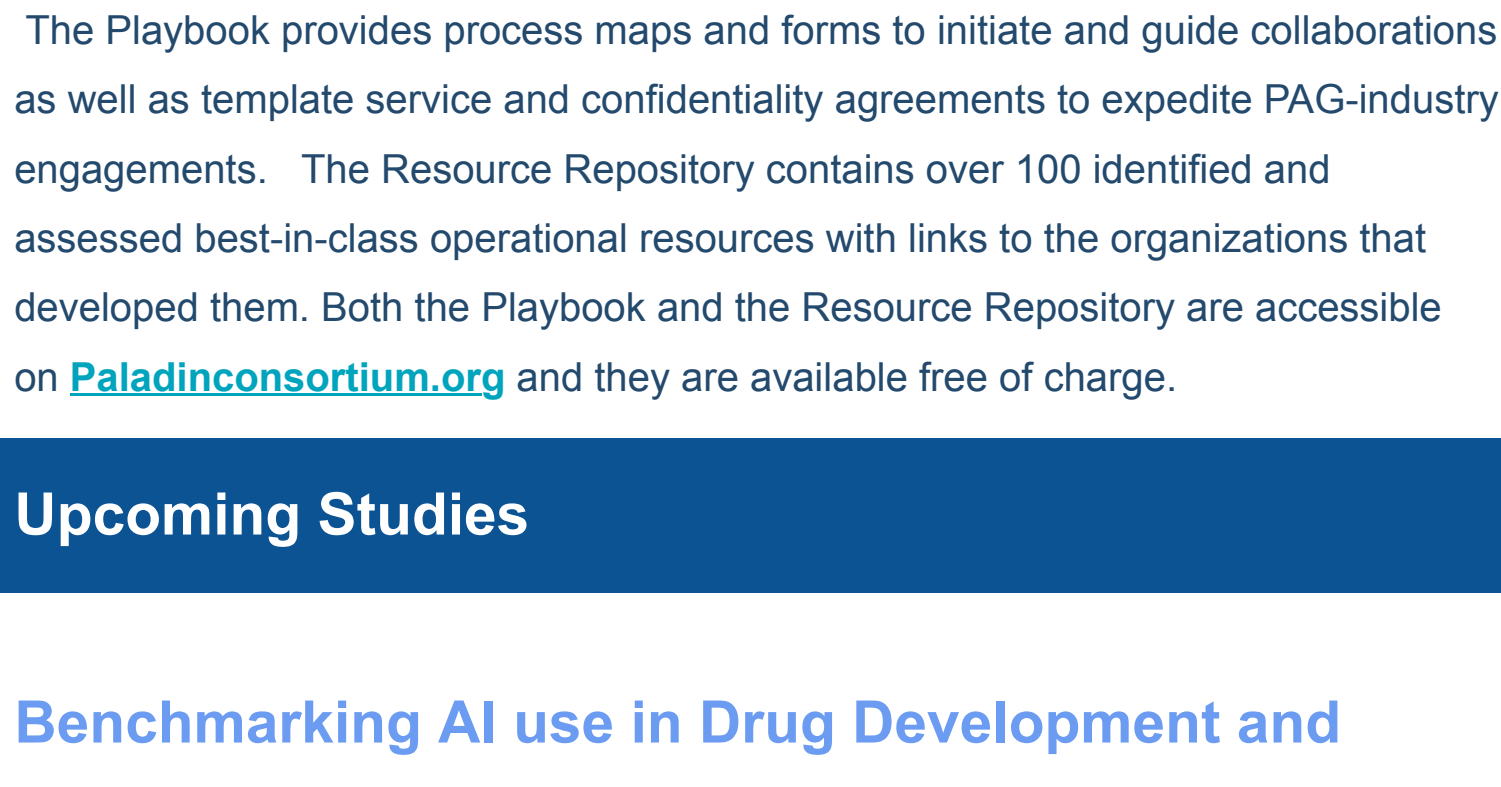 The Playbook provides process maps and forms to initiate and guide collaborations
as well as template service and confidentiality agreements to expedite PAG-industry
engagements.   The Resource Repository contains over 100 identified and
assessed best-in-class operational resources with links to the organizations that
developed them. Both the Playbook and the Resource Repository are accessible
on Paladinconsortium.org and they are available free of charge.
Upcoming Studies
Benchmarking AI use in Drug Development and